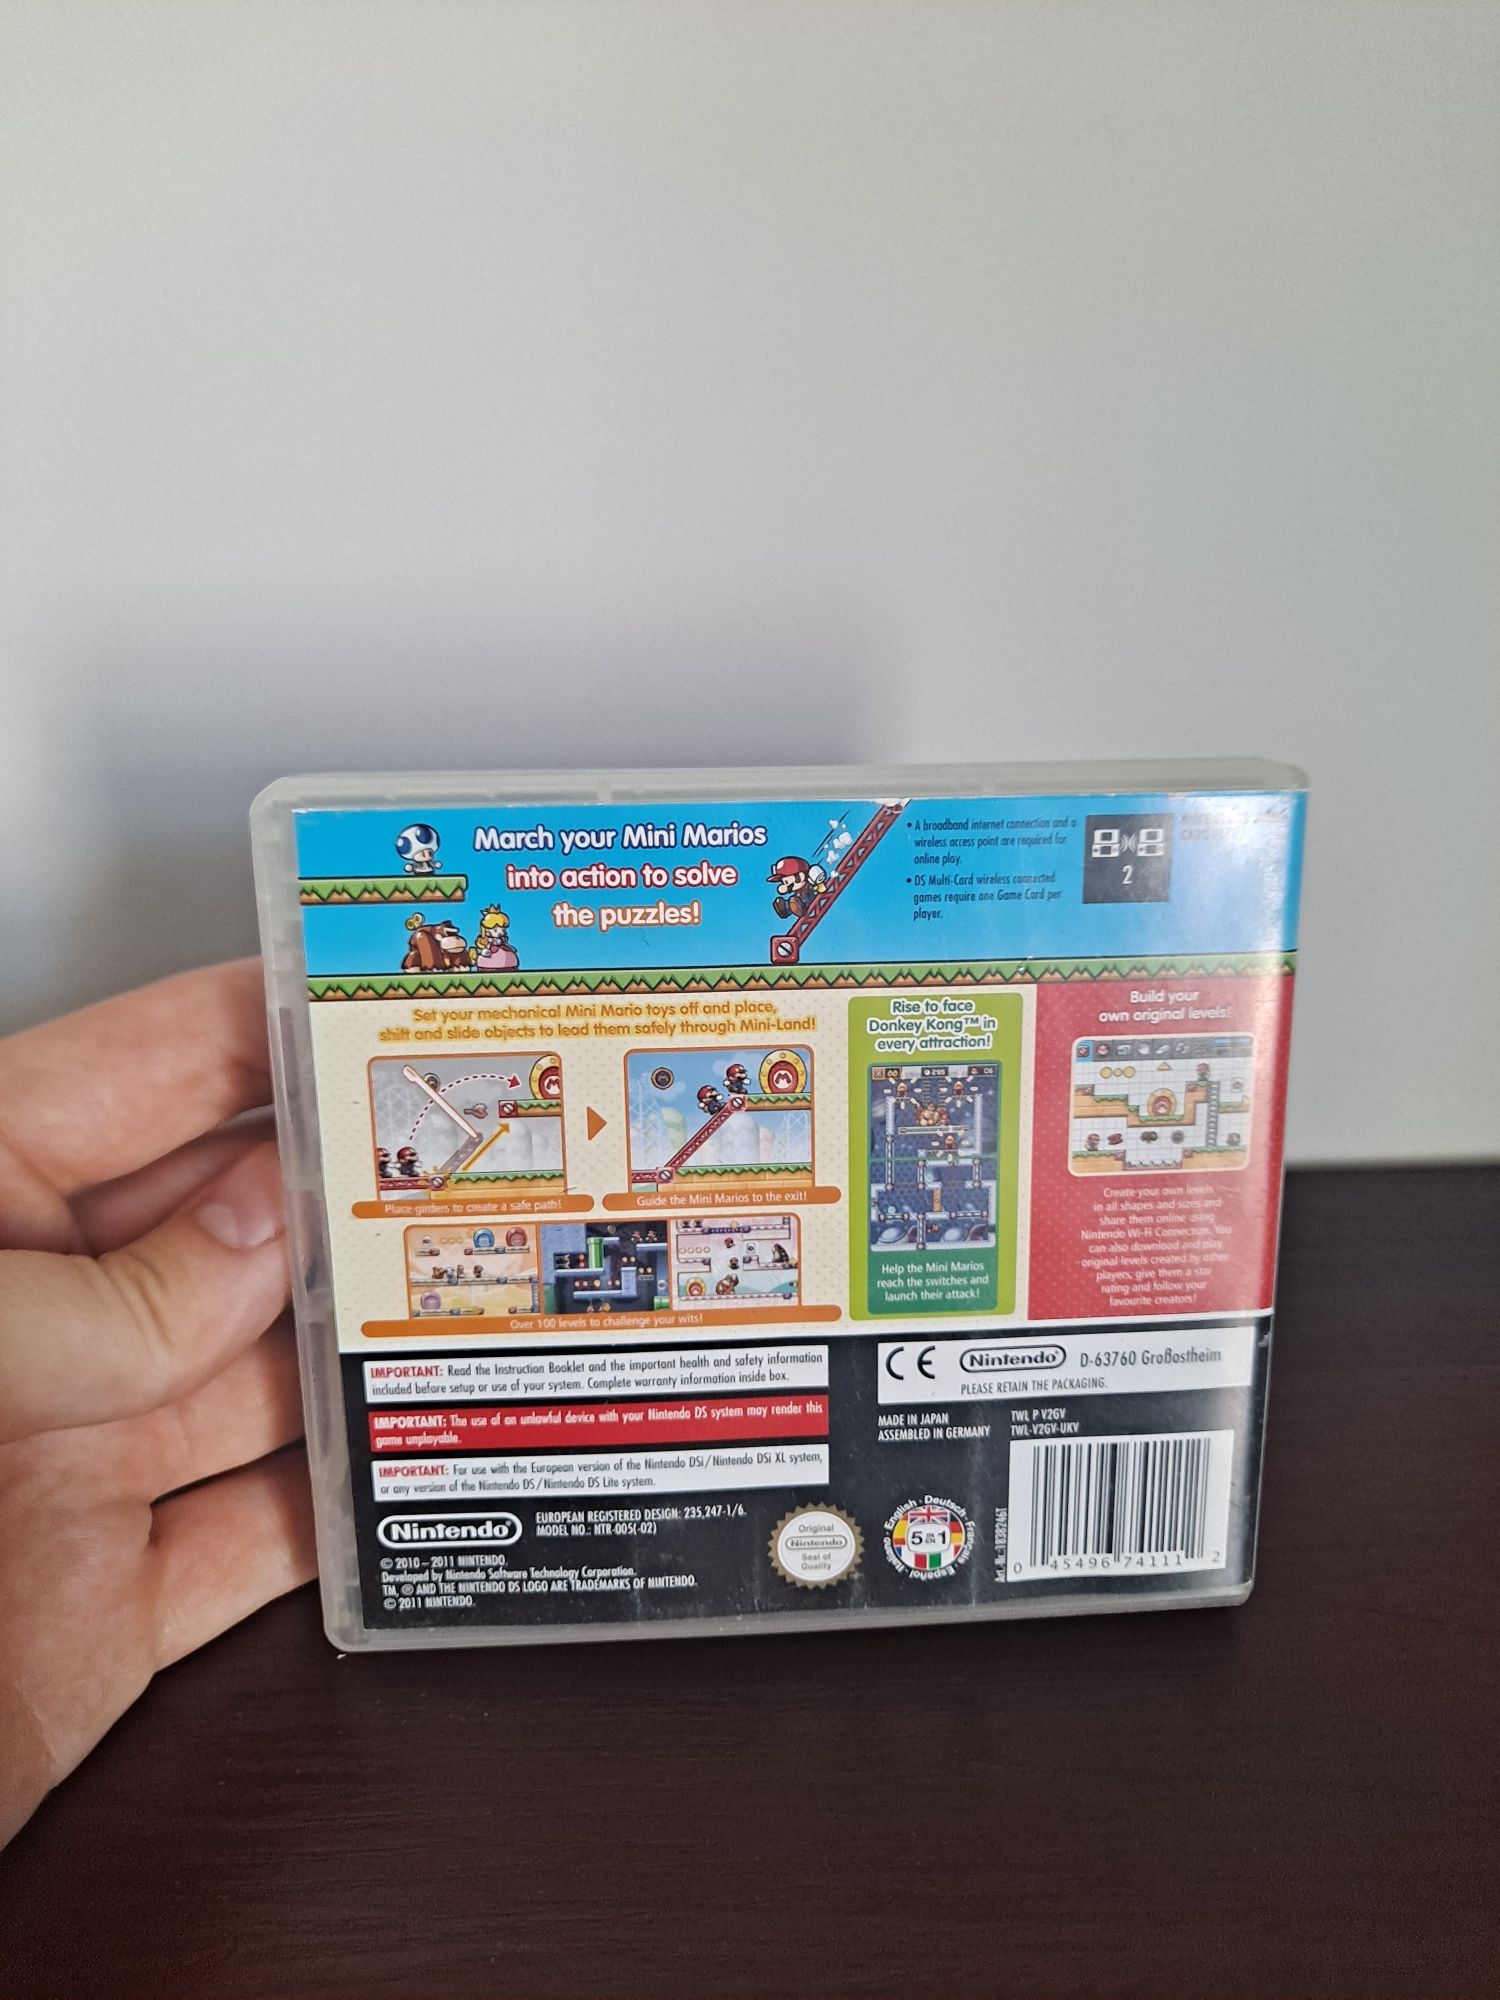 March your Mini Marios
into action to solve
the puzzles!
• A broadband internet connection and a
wireless access point are required for
online play.
• DS Multi-Card wireless connected
games require one Game Card per
player.
2
Set your mechanical Mini Mario toys off and place,
shift and slide objects to lead them safely through Mini-Land!
Place girders to create a safe path!
Guide the Mini Marios to the exit!
Over 100 levels to challenge your wits!
Rise to face
Donkey Kong™ in
every attraction!
Help the Mini Marios
reach the switches and
launch their attack!
Build your
own original levels!
Create your own levels
in all shapes and sizes and
share them online using
Nintendo Wi-Fi Connection. You
can also download and play
original levels created by other
players, give them a star
rating and follow your
favourite creators!
IMPORTANT: Read the Instruction Booklet and the important health and safety information
included before setup or use of your system. Complete warranty information inside box.
IMPORTANT: The use of an unlawful device with your Nintendo DS system may render this
game unplayable.
IMPORTANT: For use with the European version of the Nintendo DSi/Nintendo DSi XL system,
or any version of the Nintendo DS/Nintendo DS Lite system.
Nintendo
EUROPEAN REGISTERED DESIGN: 235.247-1/6.
MODEL NO.: NTR-005(-02)
© 2010–2011 NINTENDO.
Developed by Nintendo Software Technology Corporation.
TM, ® AND THE NINTENDO DS LOGO ARE TRADEMARKS OF NINTENDO.
© 2011 NINTENDO.
CE Nintendo D-63760 Großostheim
PLEASE RETAIN THE PACKAGING.
MADE IN JAPAN
ASSEMBLED IN GERMANY
TWL P V2GV
TWL-V2GV-UKV
Original
Nintendo
Seal of
Quality
English · Deutsch · Français · Español · Italiano
5 IN EN 1
Art.-Nr.: 1838246T
0 45496 74111 2